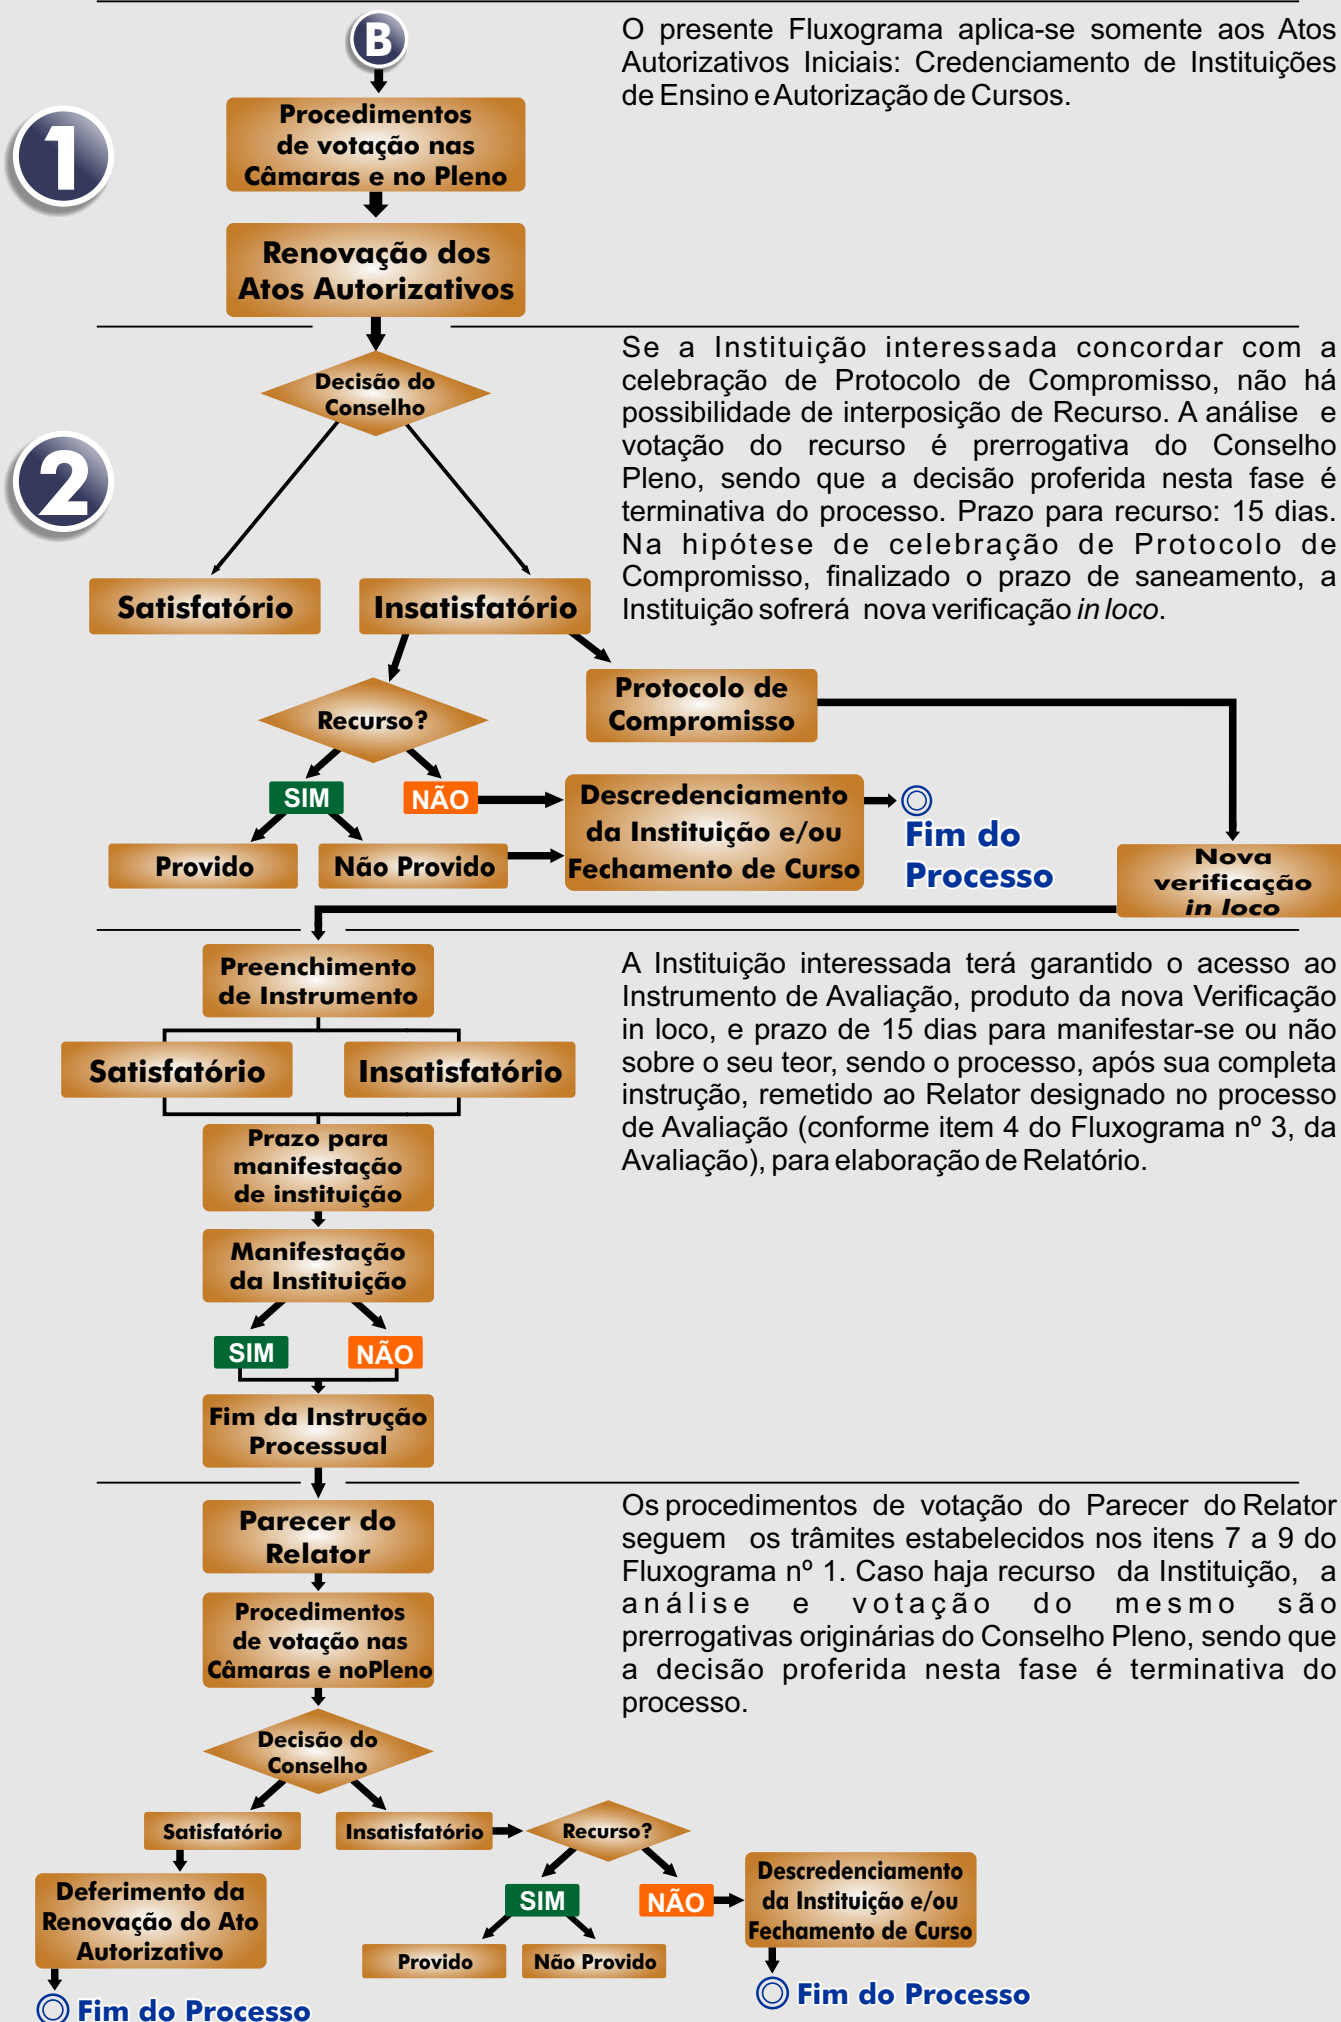 B
O presente Fluxograma aplica-se somente aos Atos
Autorizativos Iniciais: Credenciamento de Instituições
de Ensino e Autorização de Cursos.
1
Procedimentos
de votação nas
Câmaras e no Pleno
Renovação dos
Atos Autorizativos
Decisão do
Conselho
Se a Instituição interessada concordar com a
celebração de Protocolo de Compromisso, não há
possibilidade de interposição de Recurso. A análise e
votação do recurso é prerrogativa do Conselho
Pleno, sendo que a decisão proferida nesta fase é
terminativa do processo. Prazo para recurso: 15 dias.
Na hipótese de celebração de Protocolo de
Compromisso, finalizado o prazo de saneamento, a
Instituição sofrerá nova verificação in loco.
2
Satisfatório
Insatisfatório
Recurso?
Protocolo de
Compromisso
SIM
NÃO
Provido
Não Provido
Descredenciamento
da Instituição e/ou
Fechamento de Curso
Fim do
Processo
Nova
verificação
in loco
Preenchimento
de Instrumento
A Instituição interessada terá garantido o acesso ao
Instrumento de Avaliação, produto da nova Verificação
in loco, e prazo de 15 dias para manifestar-se ou não
sobre o seu teor, sendo o processo, após sua completa
instrução, remetido ao Relator designado no processo
de Avaliação (conforme item 4 do Fluxograma nº 3, da
Avaliação), para elaboração de Relatório.
Satisfatório
Insatisfatório
Prazo para
manifestação
de instituição
Manifestação
da Instituição
SIM
NÃO
Fim da Instrução
Processual
Parecer do
Relator
Os procedimentos de votação do Parecer do Relator
seguem os trâmites estabelecidos nos itens 7 a 9 do
Fluxograma nº 1. Caso haja recurso da Instituição, a
análise e votação do mesmo são
prerrogativas originárias do Conselho Pleno, sendo que
a decisão proferida nesta fase é terminativa do
processo.
Procedimentos
de votação nas
Câmaras e noPleno
Decisão do
Conselho
Satisfatório
Insatisfatório
Recurso?
Deferimento da
Renovação do Ato
Autorizativo
SIM
NÃO
Descredenciamento
da Instituição e/ou
Fechamento de Curso
Provido
Não Provido
Fim do Processo
Fim do Processo